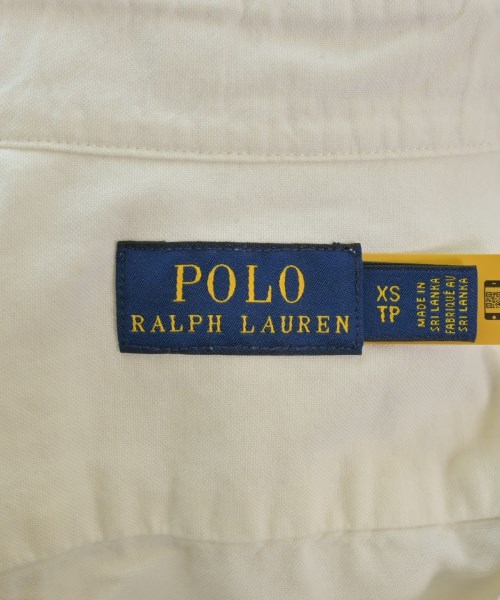 POLO
RALPH LAUREN
XS
TP
MADE IN
SRI LANKA
FABRIQUÉ AU
SRI LANKA